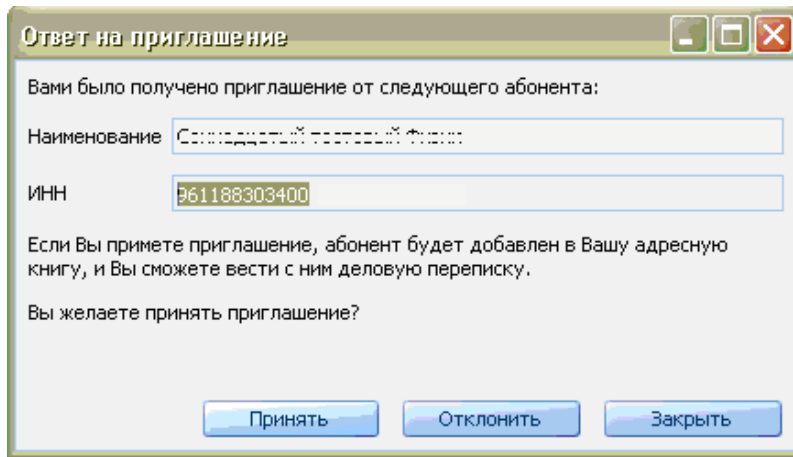 Ответ на приглашение
Вами было получено приглашение от следующего абонента:
Наименование
ИНН 961188303400
Если Вы примете приглашение, абонент будет добавлен в Вашу адресную
книгу, и Вы сможете вести с ним деловую переписку.
Вы желаете принять приглашение?
Принять Отклонить Закрыть